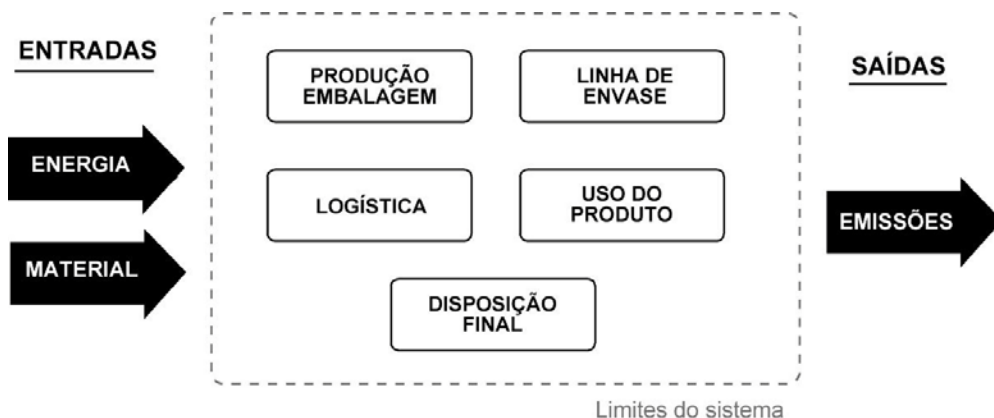 ENTRADAS
ENERGIA
MATERIAL
PRODUÇÃO
EMBALAGEM
LINHA DE
ENVASE
LOGÍSTICA
USO DO
PRODUTO
DISPOSIÇÃO
FINAL
SAÍDAS
EMISSÕES
Limites do sistema